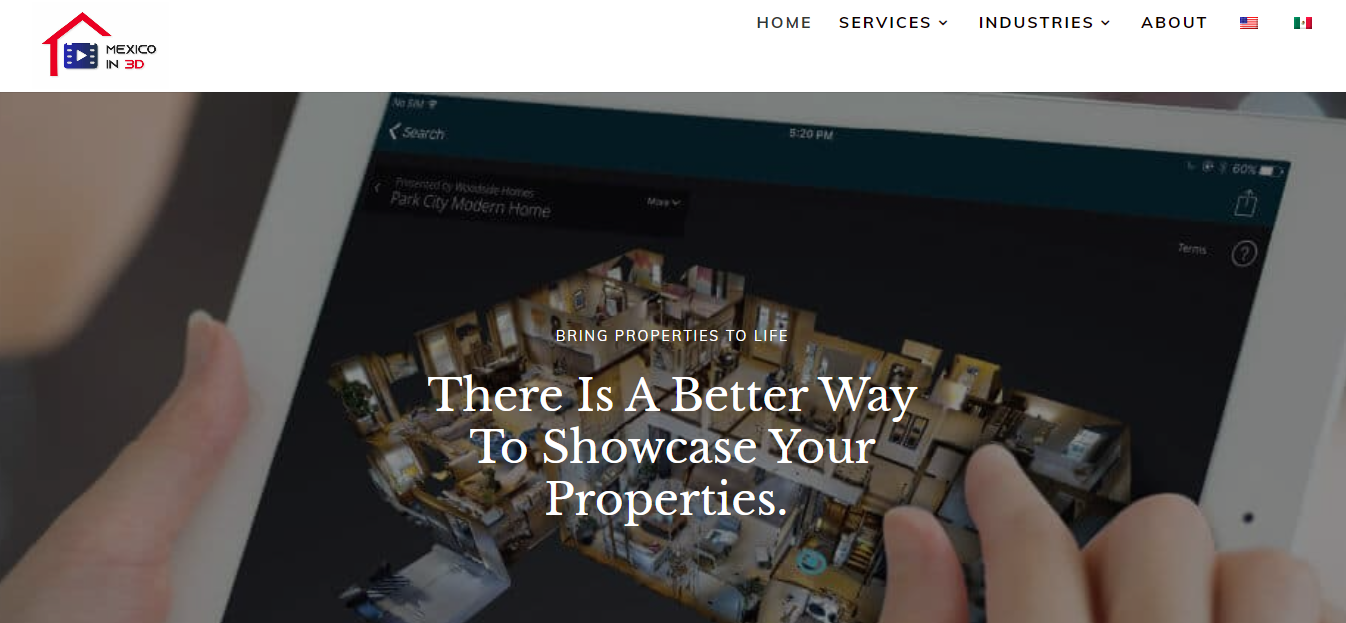 HOME SERVICES INDUSTRIES ABOUT
MEXICO
IN 3D
No SIM
5:20 PM
60%
Search
Presented by Woodside Homes
Park City Modern Home
More
Terms
?
BRING PROPERTIES TO LIFE
There Is A Better Way
To Showcase Your
Properties.